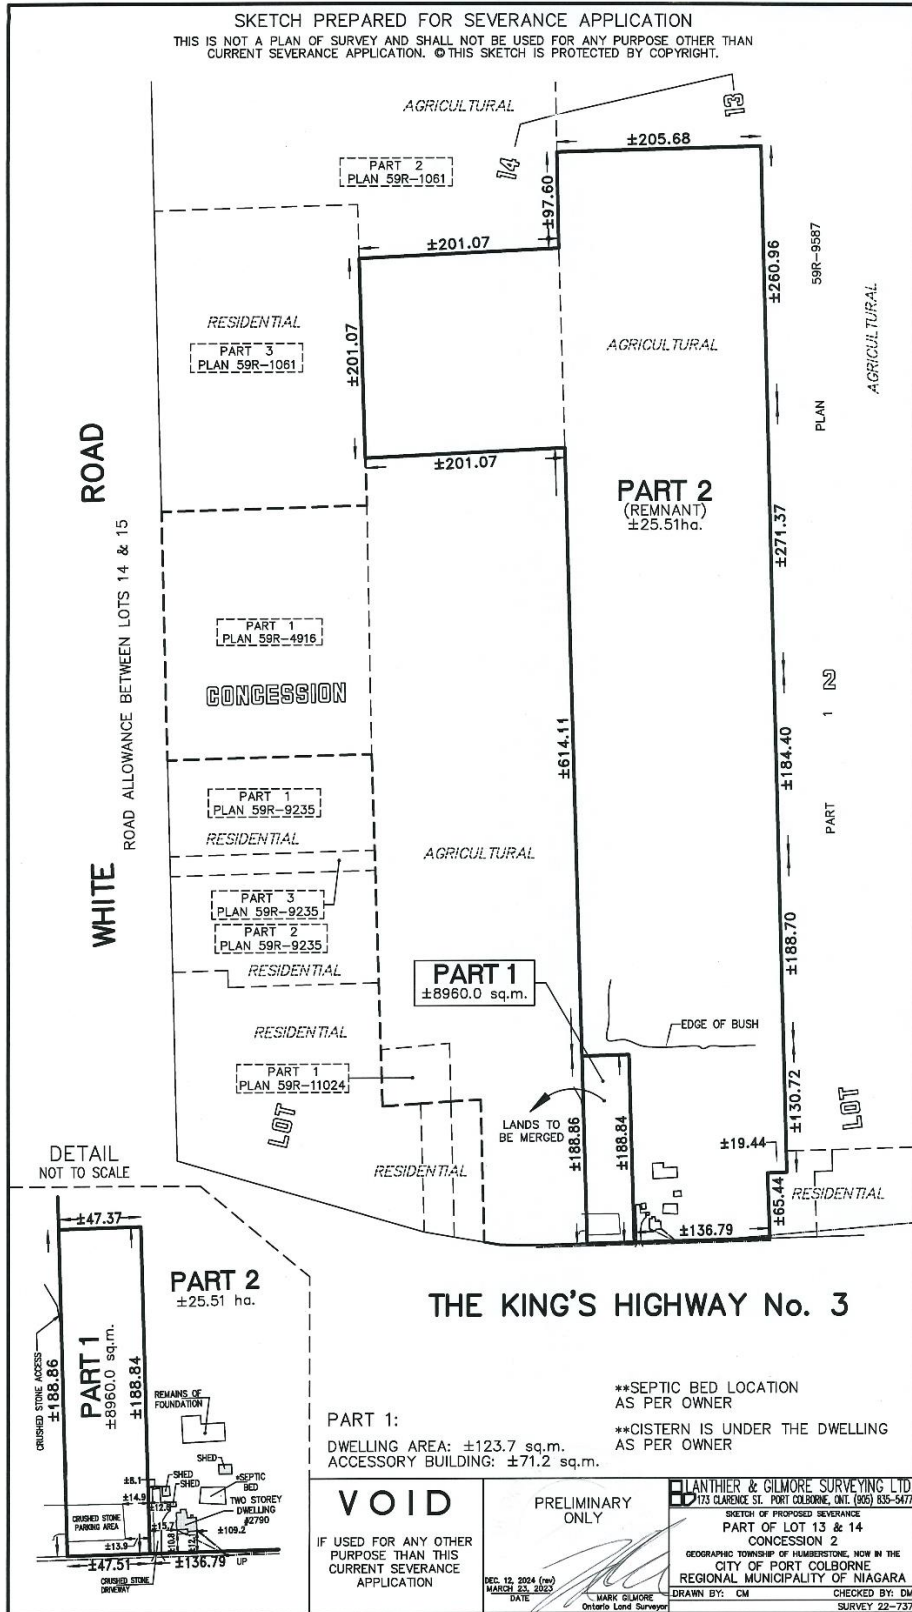 SKETCH PREPARED FOR SEVERANCE APPLICATION
THIS IS NOT A PLAN OF SURVEY AND SHALL NOT BE USED FOR ANY PURPOSE OTHER THAN
CURRENT SEVERANCE APPLICATION. © THIS SKETCH IS PROTECTED BY COPYRIGHT.
AGRICULTURAL
14
13
±205.68
PART 2
PLAN 59R-1061
±97.60
±201.07
±260.96
59R-9587
RESIDENTIAL
PART 3
PLAN 59R-1061
±201.07
AGRICULTURAL
AGRICULTURAL
PLAN
±201.07
PART 2
(REMNANT)
±25.51ha.
WHITE ROAD
ROAD ALLOWANCE BETWEEN LOTS 14 & 15
±271.37
PART 1
PLAN 59R-4916
CONCESSION
2
1
±614.11
±184.40
PART 1
PLAN 59R-9235
RESIDENTIAL
PART
AGRICULTURAL
PART 3
PLAN 59R-9235
PART 2
PLAN 59R-9235
RESIDENTIAL
±188.70
PART 1
±8960.0 sq.m.
RESIDENTIAL
EDGE OF BUSH
PART 1
PLAN 59R-11024
LOT
LANDS TO
BE MERGED
±188.86
±188.84
±130.72
LOT
±19.44
RESIDENTIAL
±65.44
RESIDENTIAL
±136.79
DETAIL
NOT TO SCALE
±47.37
PART 2
±25.51 ha.
CRUSHED STONE ACCESS
±188.86
PART 1
±8960.0 sq.m.
±188.84
REMAINS OF
FOUNDATION
SHED
±8.1
SHED
SHED
*SEPTIC
BED
±14.9
TWO STOREY
DWELLING
#2790
CRUSHED STONE
PARKING AREA
±15.7
±109.2
±13.9
±10.8
±47.51
±136.79
UP
CRUSHED STONE
DRIVEWAY
THE KING'S HIGHWAY No. 3
PART 1:
DWELLING AREA: ±123.7 sq.m.
ACCESSORY BUILDING: ±71.2 sq.m.
**SEPTIC BED LOCATION
AS PER OWNER
**CISTERN IS UNDER THE DWELLING
AS PER OWNER
VOID
IF USED FOR ANY OTHER
PURPOSE THAN THIS
CURRENT SEVERANCE
APPLICATION
PRELIMINARY
ONLY
DEC. 12, 2024 (rev)
MARCH 23, 2023
DATE
MARK GILMORE
Ontario Land Surveyor
LANTHIER & GILMORE SURVEYING LTD
173 CLARENCE ST. PORT COLBORNE, ONT. (905) 835-5477
SKETCH OF PROPOSED SEVERANCE
PART OF LOT 13 & 14
CONCESSION 2
GEOGRAPHIC TOWNSHIP OF HUMBERSTONE, NOW IN THE
CITY OF PORT COLBORNE
REGIONAL MUNICIPALITY OF NIAGARA
DRAWN BY: CM
CHECKED BY: DM
SURVEY 22-737